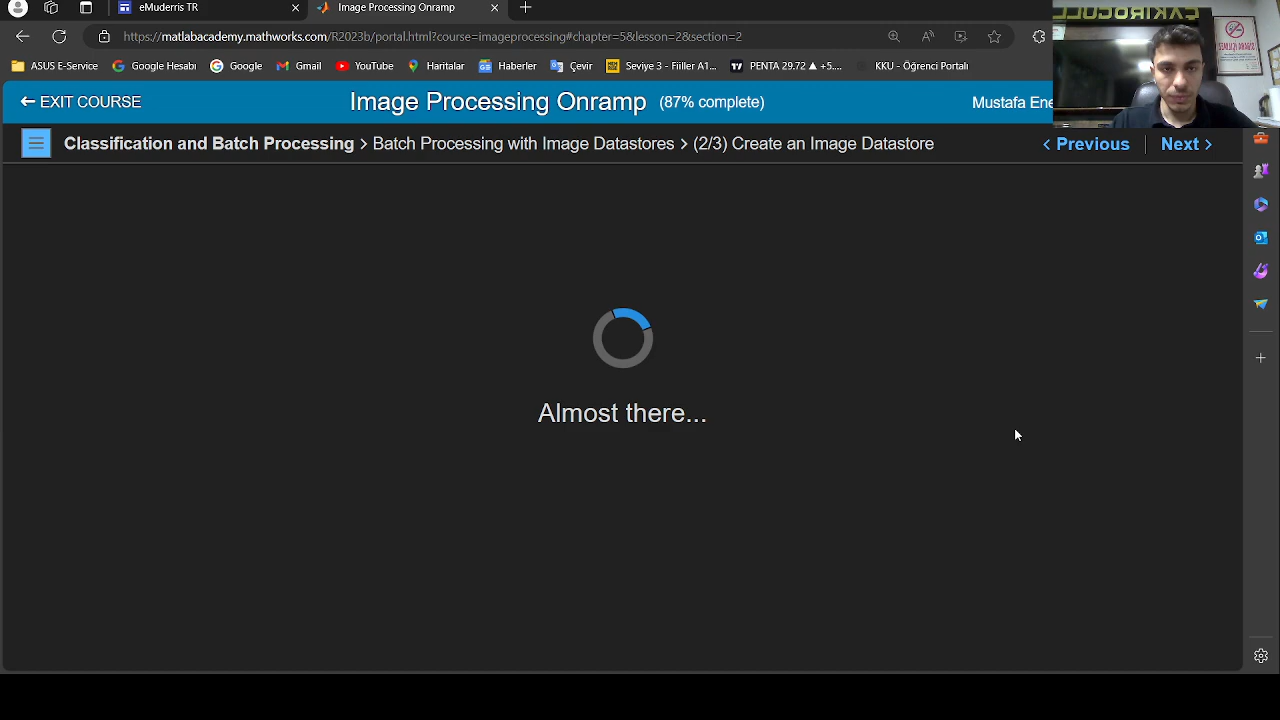 eMuderris TR
Image Processing Onramp
https://matlabacademy.mathworks.com/R2023b/portal.html?course=imageprocessing#chapter=5&lesson=2&section=2
ASUS E-Service
Google Hesabı
Google
Gmail
YouTube
Haritalar
Çevir
Seviye 3 - Fiiller A1...
PENTA 29.72 ▲ +5....
KKU - Öğrenci Portal.
← EXIT COURSE
Image Processing Onramp (87% complete)
Mustafa Ene
Classification and Batch Processing > Batch Processing with Image Datastores > (2/3) Create an Image Datastore
< Previous
Next >
Almost there...